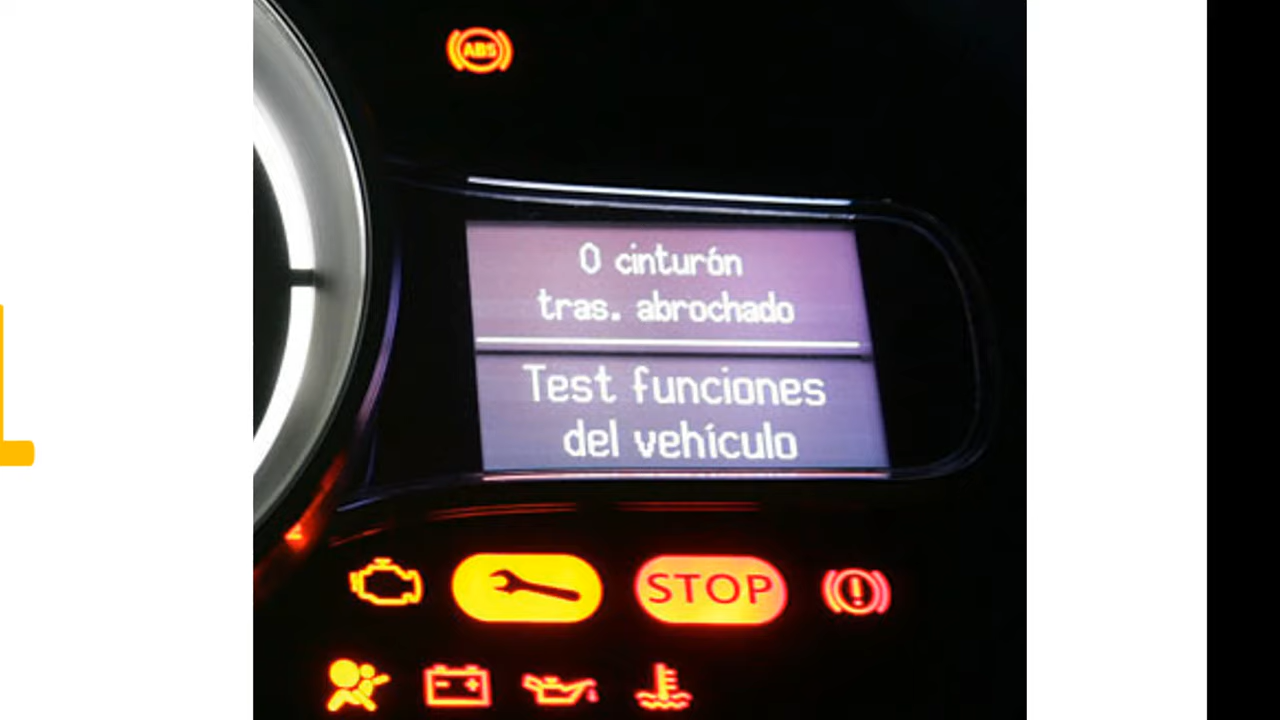 ABS
0 cinturón
tras. abrochado
Test funciones
del vehículo
STOP